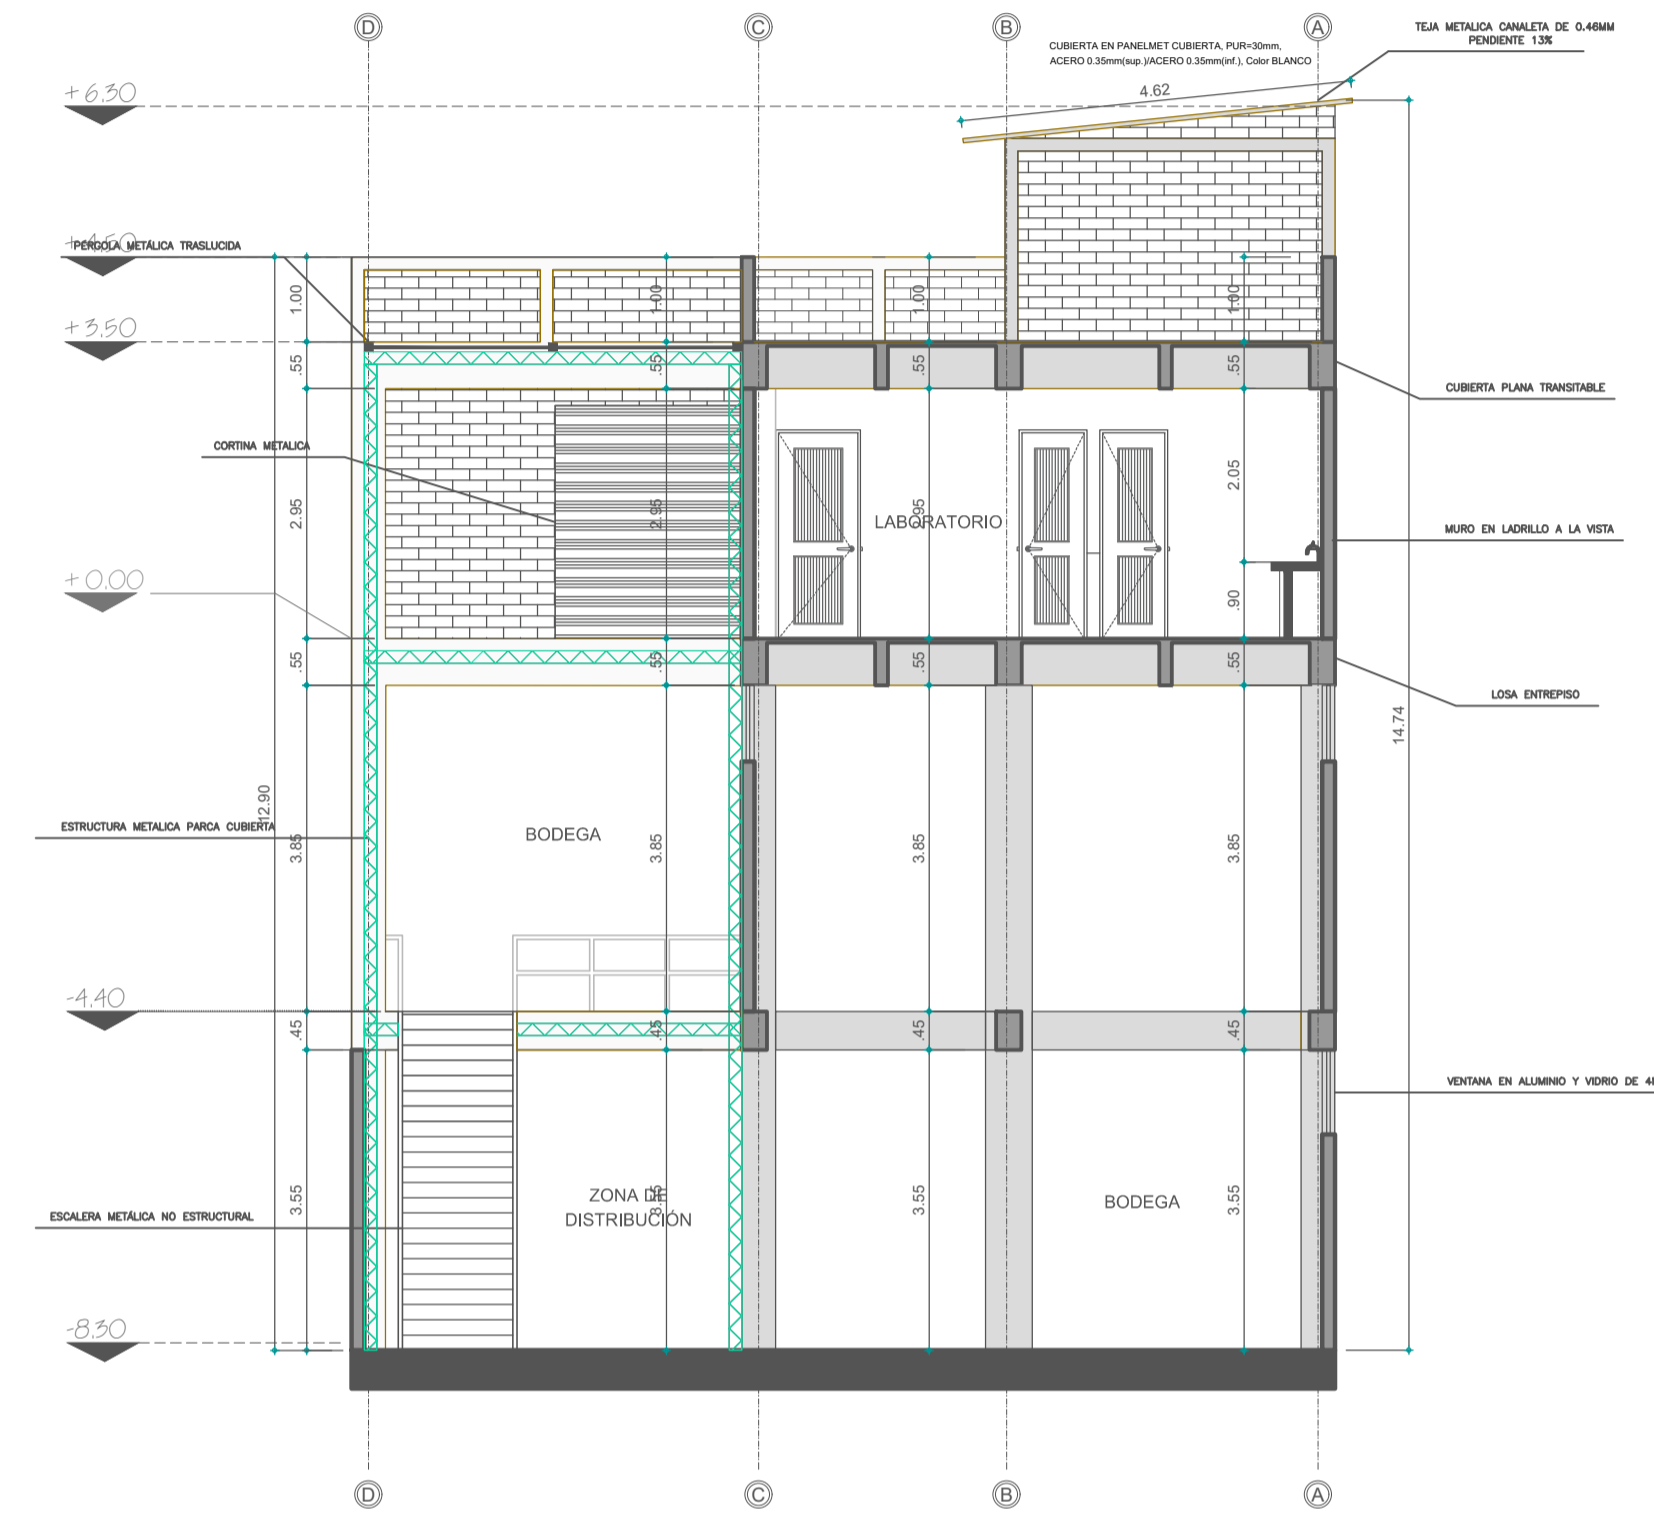 D
C
B
A
TEJA METALICA CANALETA DE 0.46MM
PENDIENTE 13%
CUBIERTA EN PANELMET CUBIERTA, PUR=30mm,
ACERO 0.35mm(sup.)/ACERO 0.35mm(inf.), Color BLANCO
4.62
+6,30
+4,50
PÉRGOLA METÁLICA TRASLUCIDA
1.00
1.00
1.00
1.00
+3,50
.55
.55
.55
.55
CUBIERTA PLANA TRANSITABLE
CORTINA METALICA
2.05
2.95
2.95
2.95
LABORATORIO
MURO EN LADRILLO A LA VISTA
+0,00
.90
.55
.55
.55
.55
LOSA ENTREPISO
14.74
12.90
ESTRUCTURA METALICA PARCA CUBIERTA
BODEGA
3.85
3.85
3.85
3.85
-4,40
.45
.45
.45
.45
VENTANA EN ALUMINIO Y VIDRIO DE
3.55
3.55
3.55
3.55
ZONA DE
DISTRIBUCIÓN
BODEGA
ESCALERA METÁLICA NO ESTRUCTURAL
-8,30
D
C
B
A